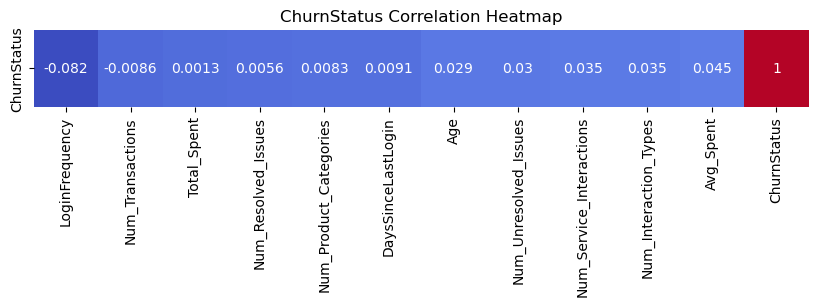 ChurnStatus Correlation Heatmap
ChurnStatus
-0.082 -0.0086 0.0013 0.0056 0.0083 0.0091 0.029 0.03 0.035 0.035 0.045 1
LoginFrequency
Num_Transactions
Total_Spent
Num_Resolved_Issues
Num_Product_Categories
DaysSinceLastLogin
Age
Num_Unresolved_Issues
Num_Service_Interactions
Num_Interaction_Types
Avg_Spent
ChurnStatus